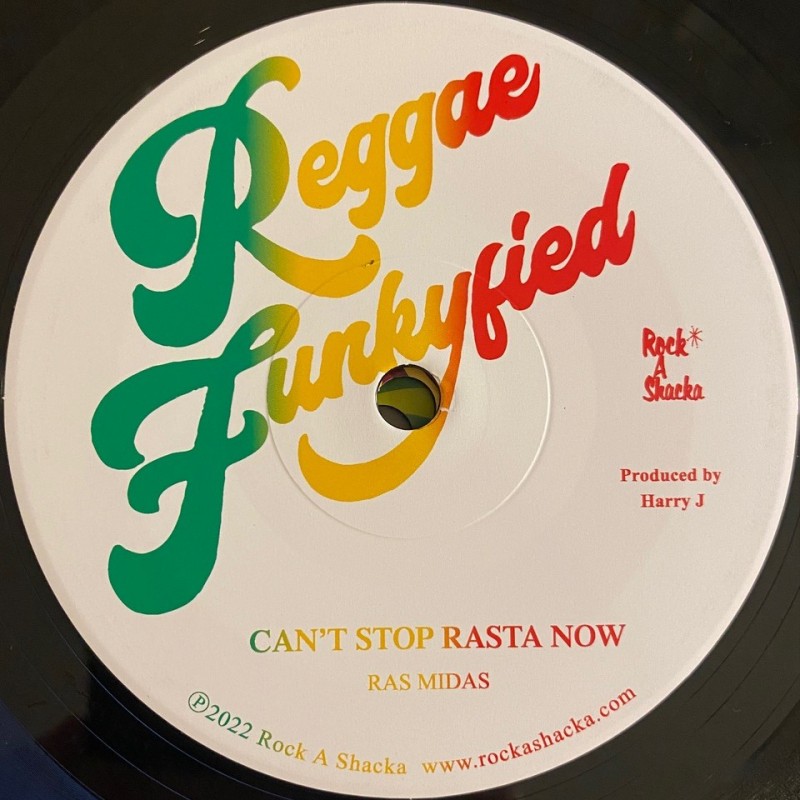 Reggae
Funkyfied
Rock*
A
Shacka
Produced by
Harry J
CAN'T STOP RASTA NOW
RAS MIDAS
℗2022 Rock A Shacka www.rockashacka.com